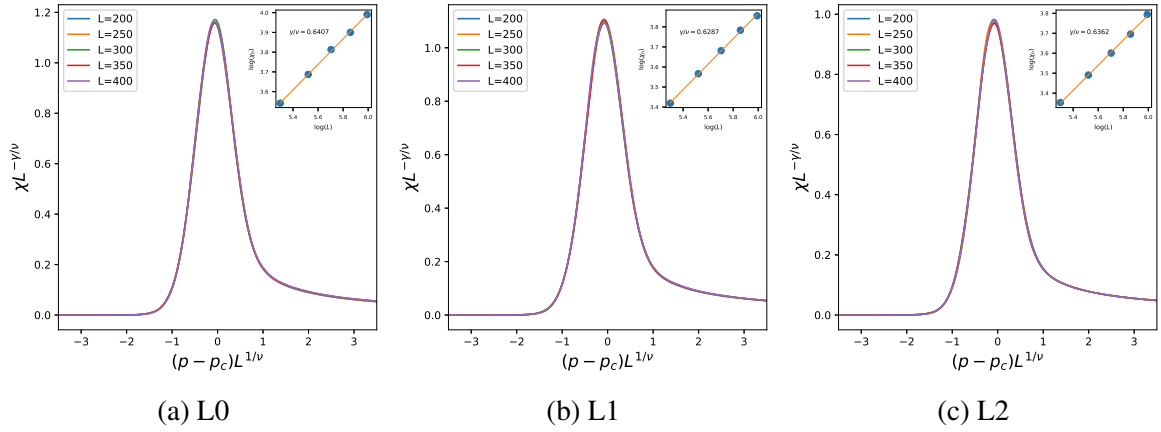 L=200
L=250
L=300
L=350
L=400
γ/ν = 0.6407
log(χₕ)
4.0
3.9
3.8
3.7
3.6
5.4 5.6 5.8 6.0
log(L)
χL^{-γ/ν}
1.2
1.0
0.8
0.6
0.4
0.2
0.0
−3 −2 −1 0 1 2 3
(p − p_c)L^{1/ν}
(a) L0
L=200
L=250
L=300
L=350
L=400
γ/ν = 0.6287
log(χₕ)
3.8
3.7
3.6
3.5
3.4
5.4 5.6 5.8 6.0
log(L)
χL^{-γ/ν}
1.0
0.8
0.6
0.4
0.2
0.0
−3 −2 −1 0 1 2 3
(p − p_c)L^{1/ν}
(b) L1
L=200
L=250
L=300
L=350
L=400
γ/ν = 0.6362
log(χₕ)
3.8
3.7
3.6
3.5
3.4
5.4 5.6 5.8 6.0
log(L)
χL^{-γ/ν}
1.0
0.8
0.6
0.4
0.2
0.0
−3 −2 −1 0 1 2 3
(p − p_c)L^{1/ν}
(c) L2